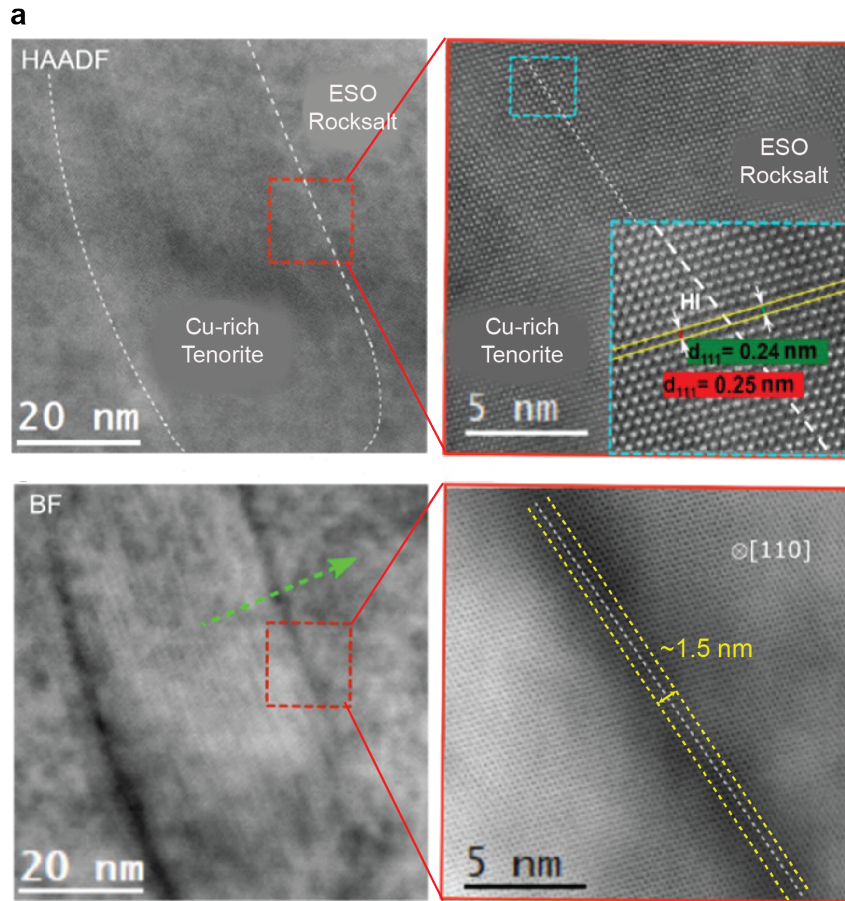 a
HAADF
ESO
Rocksalt
Cu-rich
Tenorite
20 nm
ESO
Rocksalt
Cu-rich
Tenorite
HI
d111= 0.24 nm
d111= 0.25 nm
5 nm
BF
20 nm
⊗[110]
~1.5 nm
5 nm